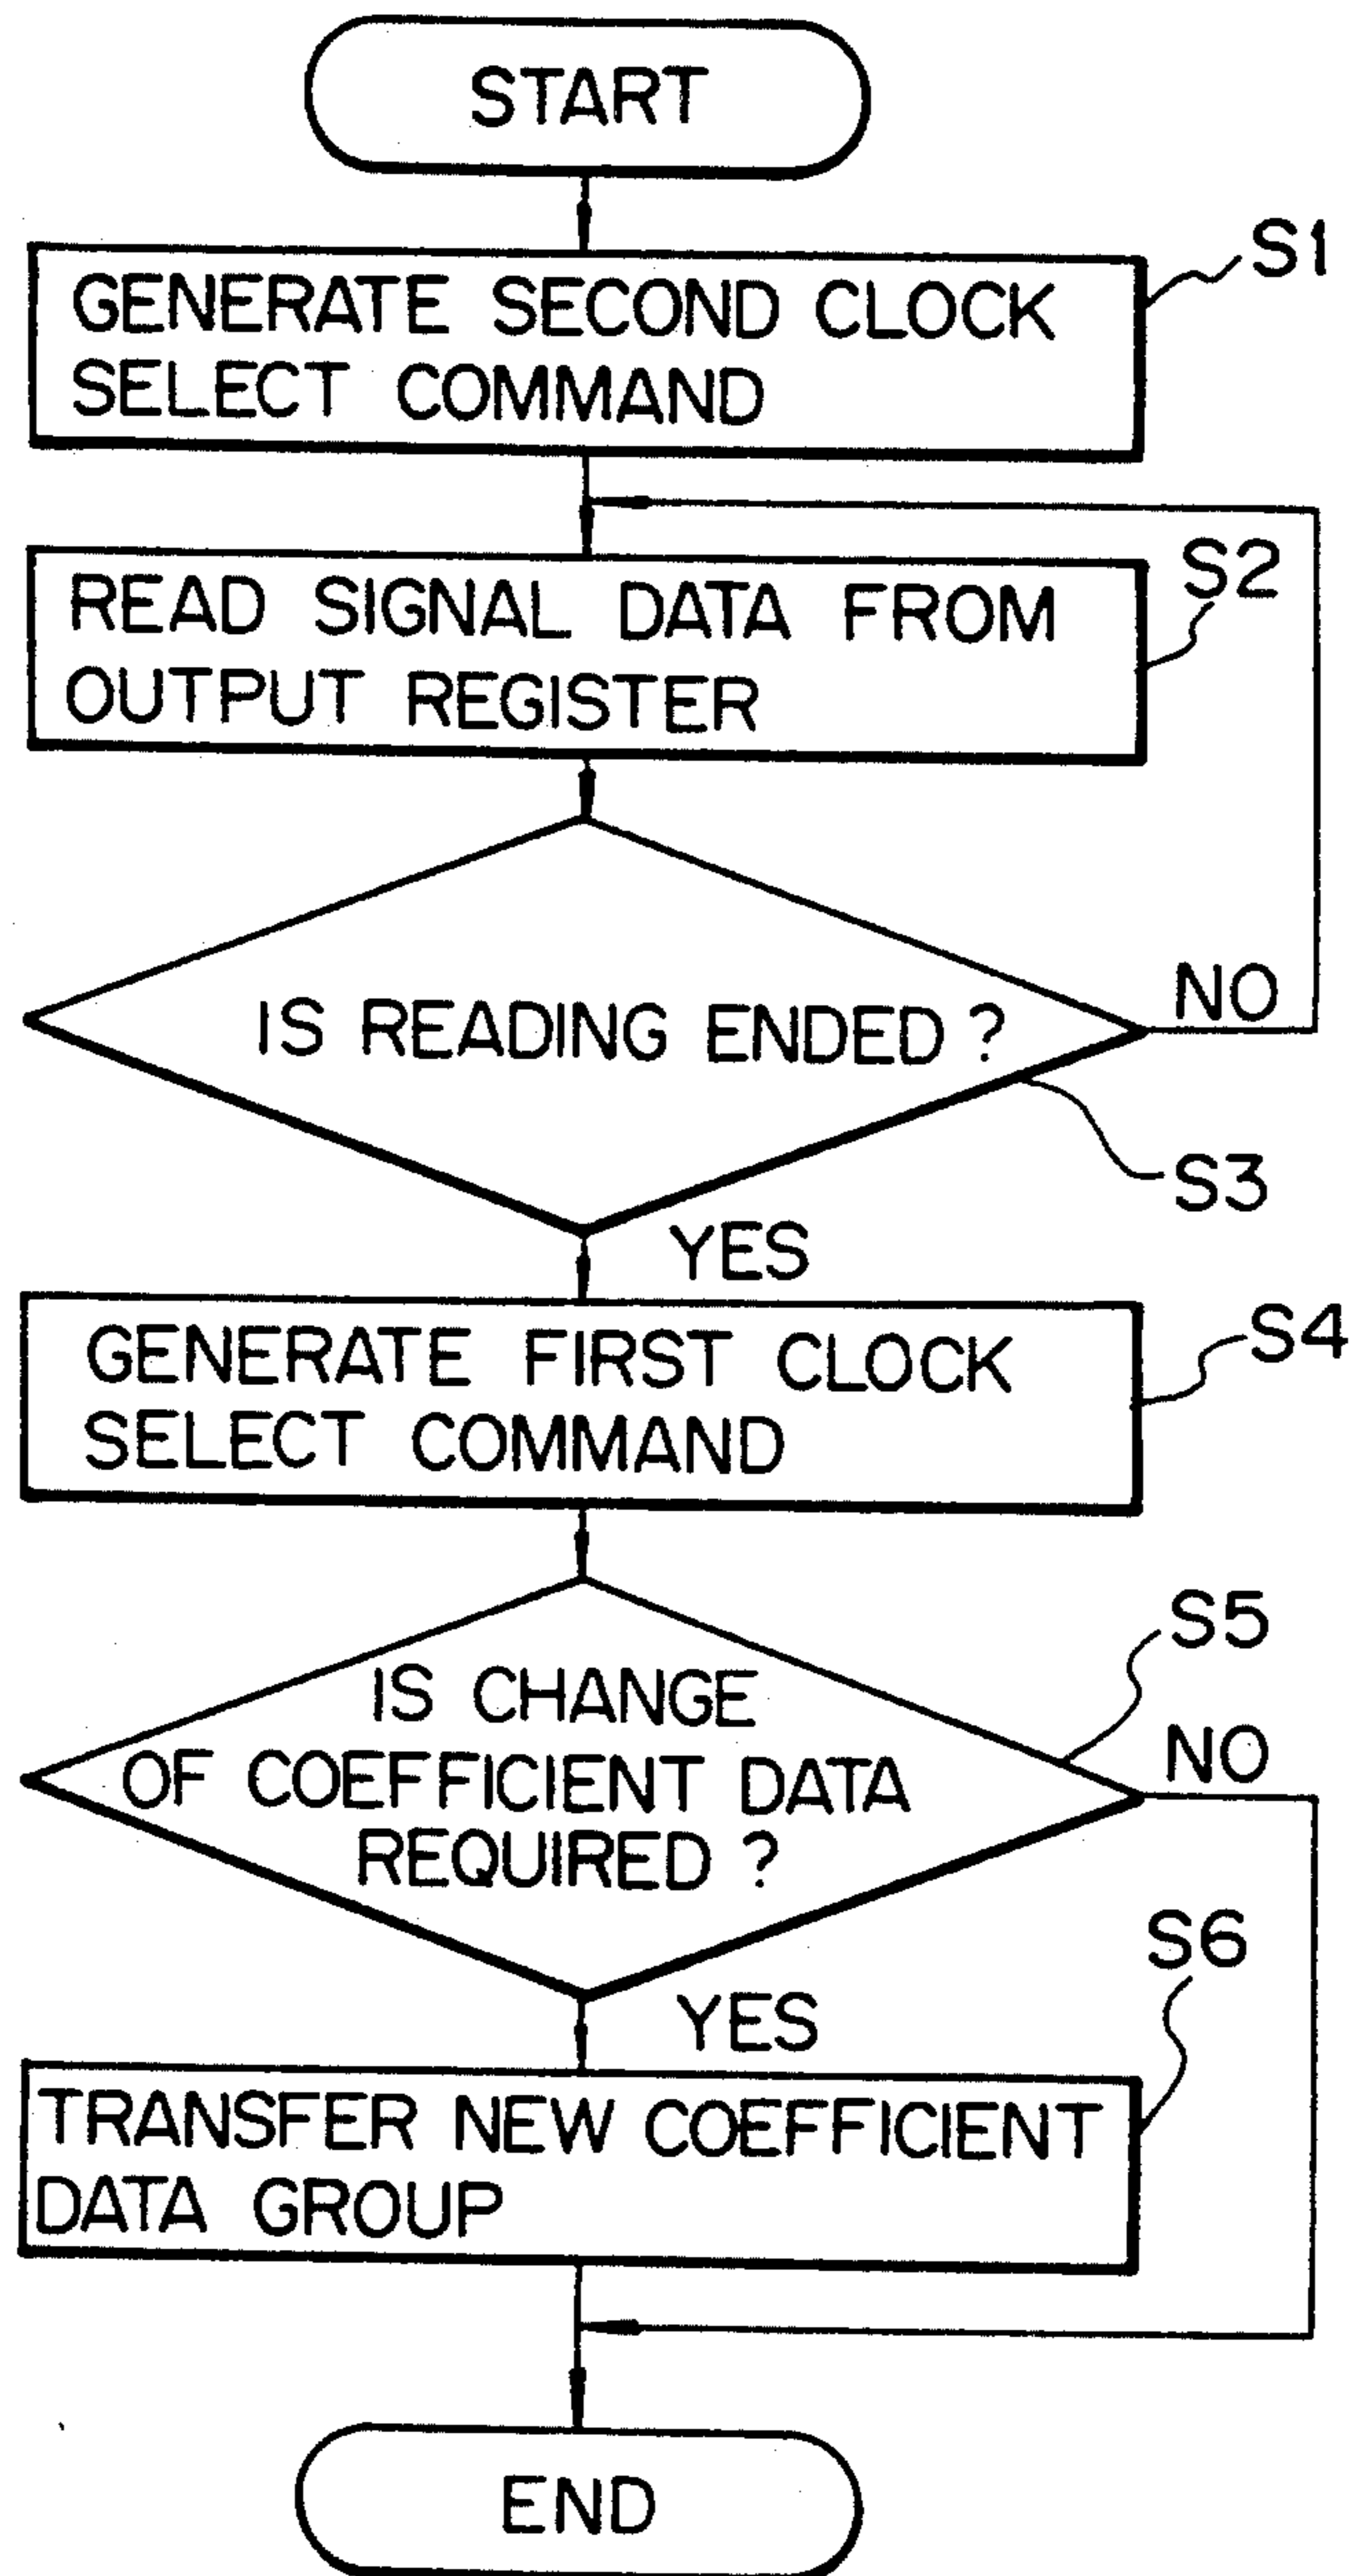 START
S1
GENERATE SECOND CLOCK
SELECT COMMAND
S2
READ SIGNAL DATA FROM
OUTPUT REGISTER
NO
IS READING ENDED ?
S3
YES
S4
GENERATE FIRST CLOCK
SELECT COMMAND
S5
IS CHANGE
NO
OF COEFFICIENT DATA
REQUIRED ?
S6
YES
TRANSFER NEW COEFFICIENT
DATA GROUP
END